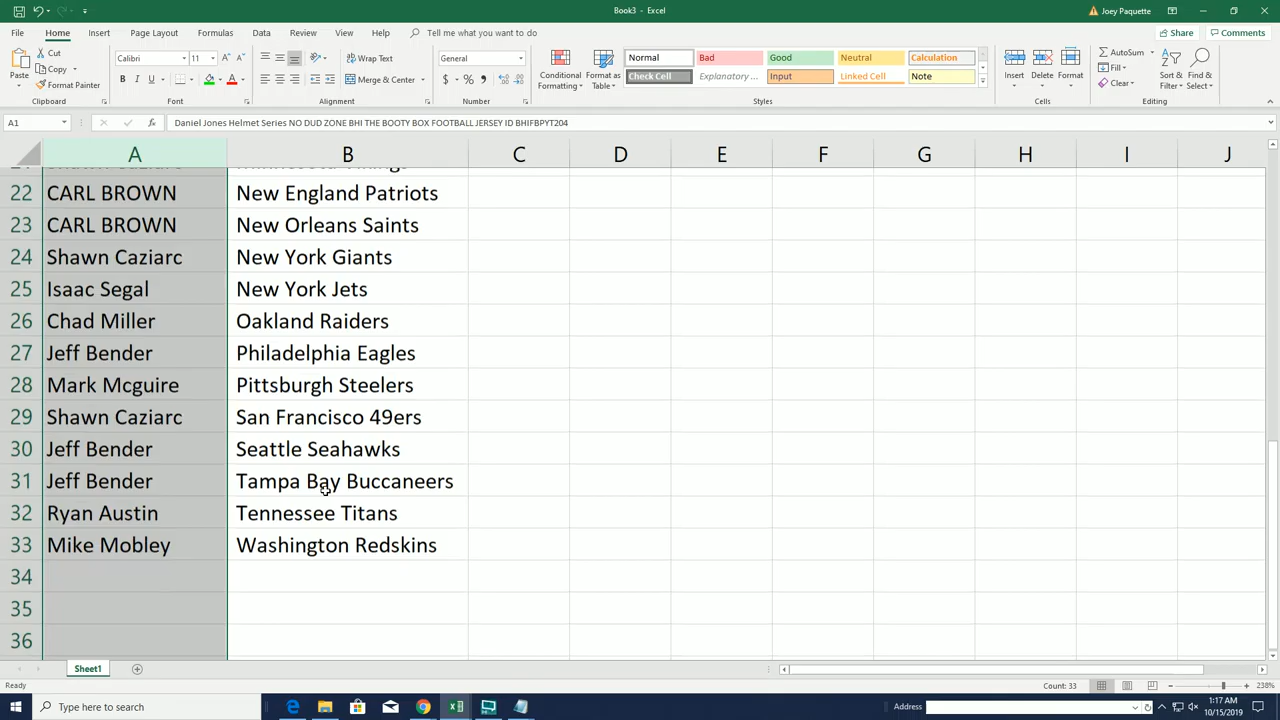 Book3 - Excel
Joey Paquette
File Home Insert Page Layout Formulas Data Review View Help Tell me what you want to do
Share Comments
Paste
Cut
Copy
Format Painter
Clipboard
Calibri 11
B I U
Font
Wrap Text
Merge & Center
Alignment
General
$ % ,
Number
Conditional Formatting
Format as Table
Normal Bad Good Neutral Calculation
Check Cell Explanatory ... Input Linked Cell Note
Styles
Insert Delete Format
Cells
AutoSum
Fill
Clear
Sort & Filter
Find & Select
Editing
A1 fx Daniel Jones Helmet Series NO DUD ZONE BHI THE BOOTY BOX FOOTBALL JERSEY ID BHIFBPYT204
A B C D E F G H I J
22 CARL BROWN New England Patriots
23 CARL BROWN New Orleans Saints
24 Shawn Caziarc New York Giants
25 Isaac Segal New York Jets
26 Chad Miller Oakland Raiders
27 Jeff Bender Philadelphia Eagles
28 Mark Mcguire Pittsburgh Steelers
29 Shawn Caziarc San Francisco 49ers
30 Jeff Bender Seattle Seahawks
31 Jeff Bender Tampa Bay Buccaneers
32 Ryan Austin Tennessee Titans
33 Mike Mobley Washington Redskins
34
35
36
Sheet1
Ready
Count: 33
238%
Type here to search
Address
1:17 AM
10/15/2019